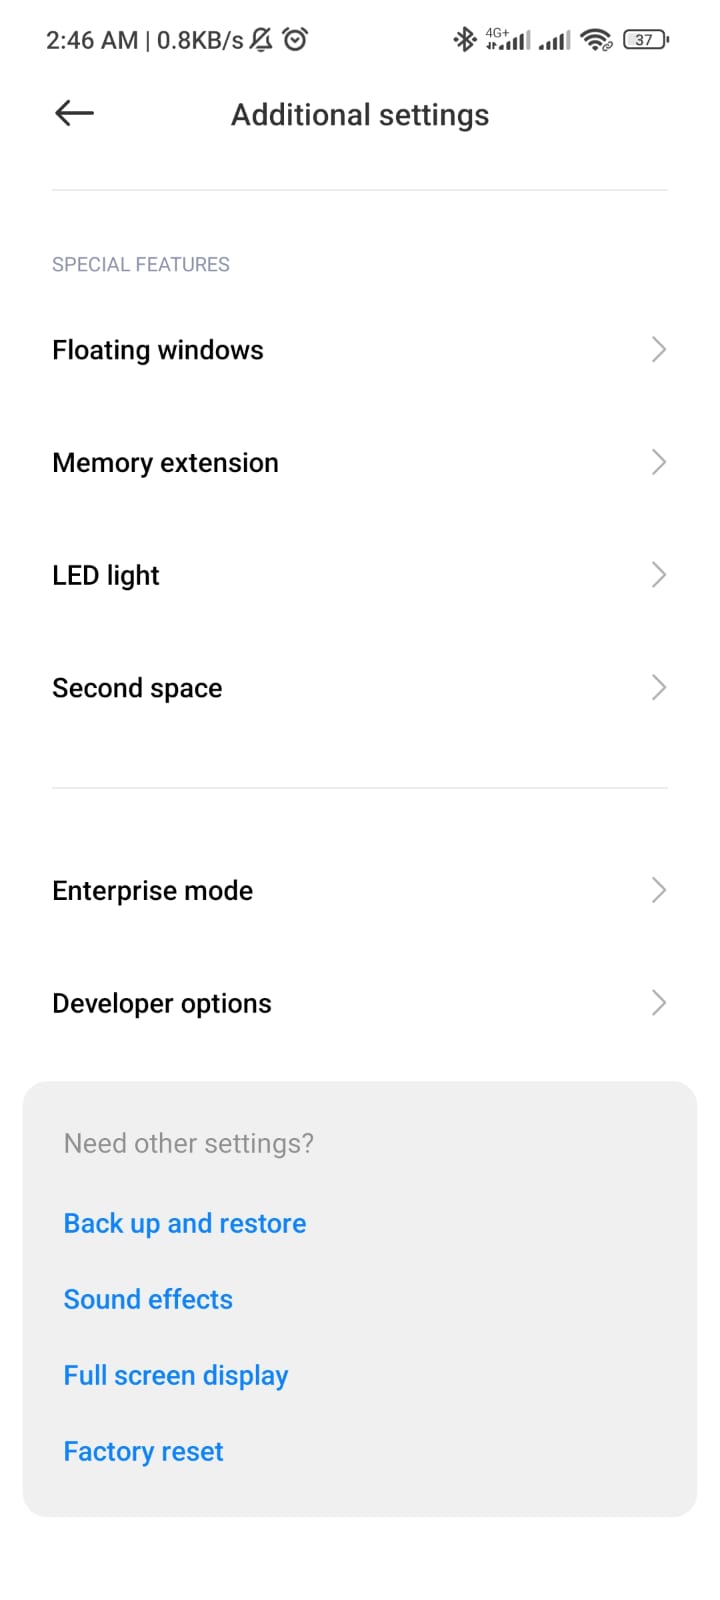 2:46 AM | 0.8KB/s 4G+ 37
Additional settings
SPECIAL FEATURES
Floating windows
Memory extension
LED light
Second space
Enterprise mode
Developer options
Need other settings?
Back up and restore
Sound effects
Full screen display
Factory reset